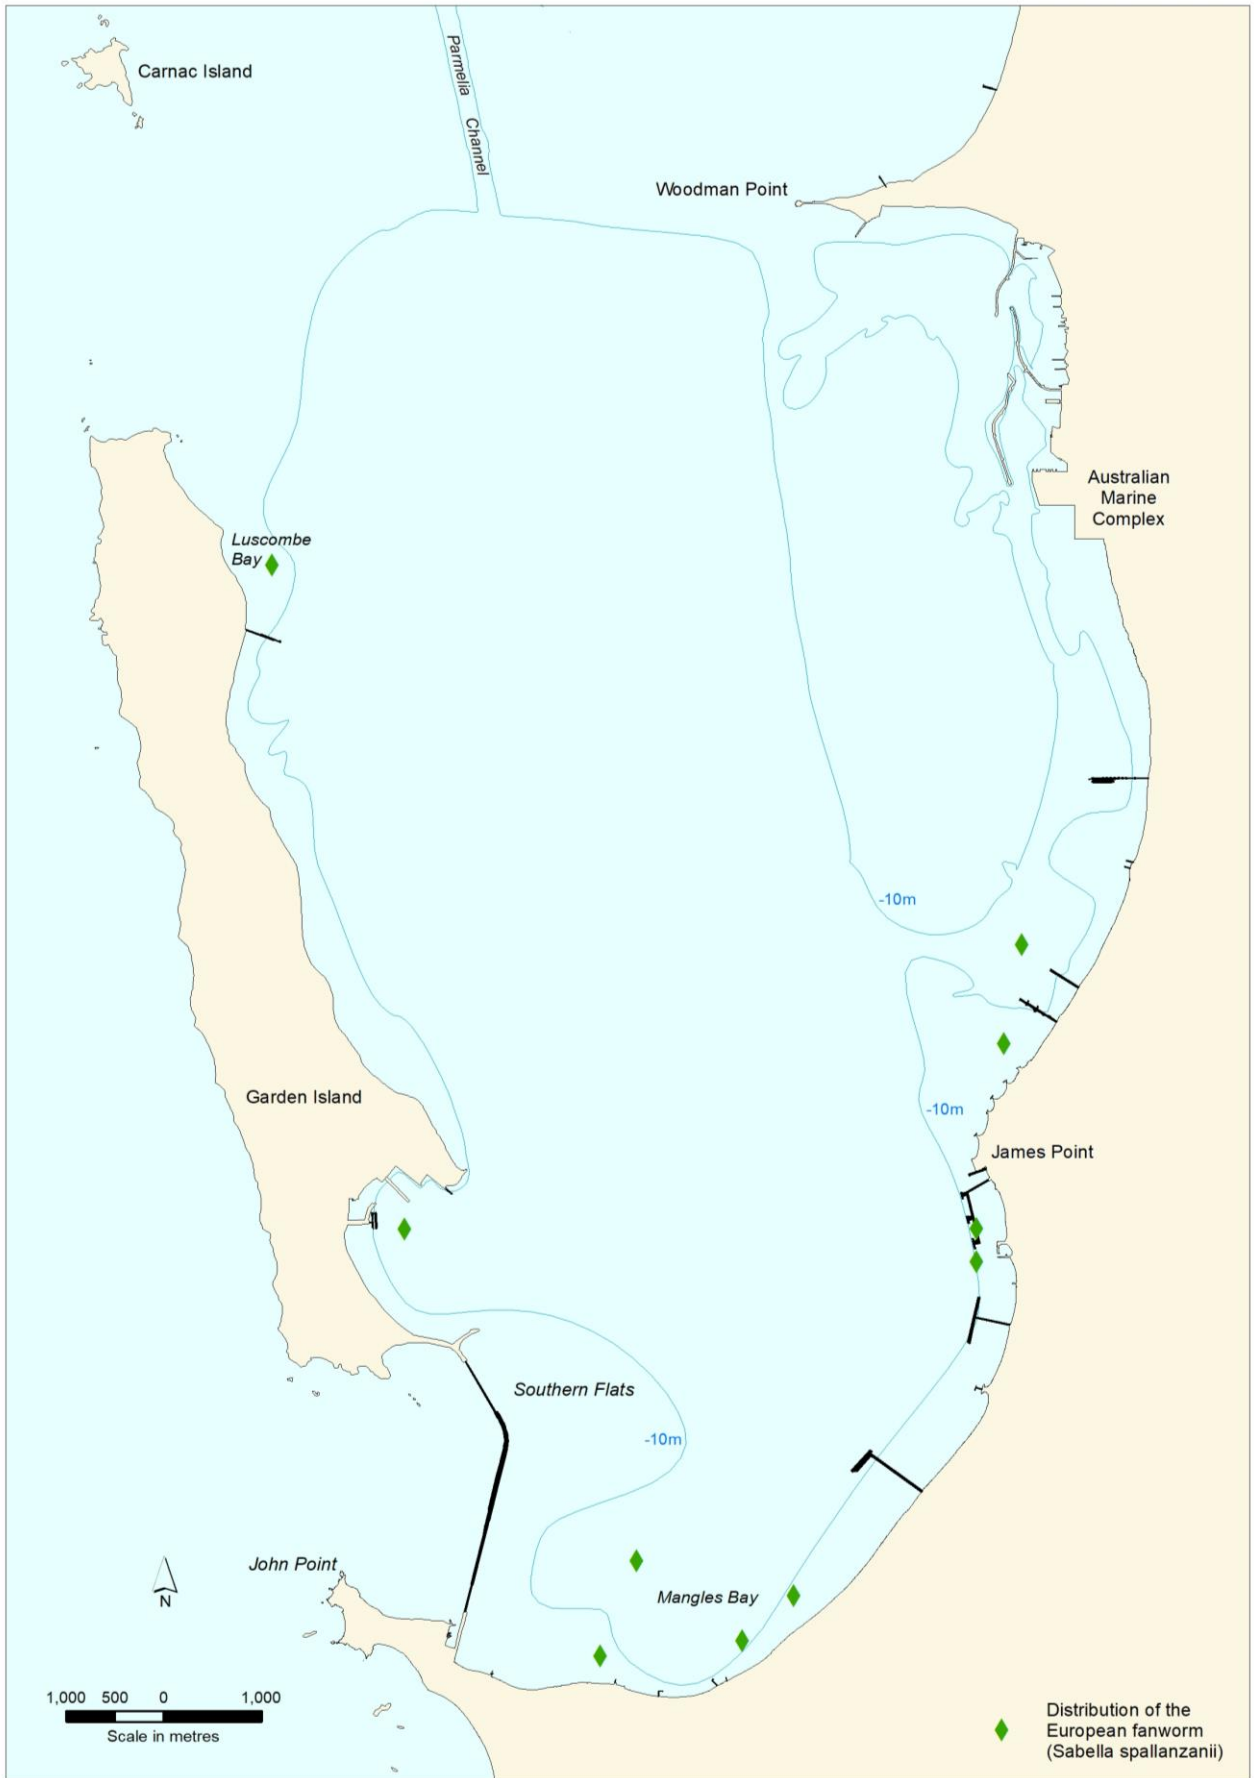 Parmelia Channel
Carnac Island
Woodman Point
Australian
Marine
Complex
Luscombe
Bay
-10m
Garden Island
-10m
James Point
Southern Flats
-10m
John Point
N
Mangles Bay
1,000 500 0 1,000
Scale in metres
Distribution of the
European fanworm
(Sabella spallanzanii)